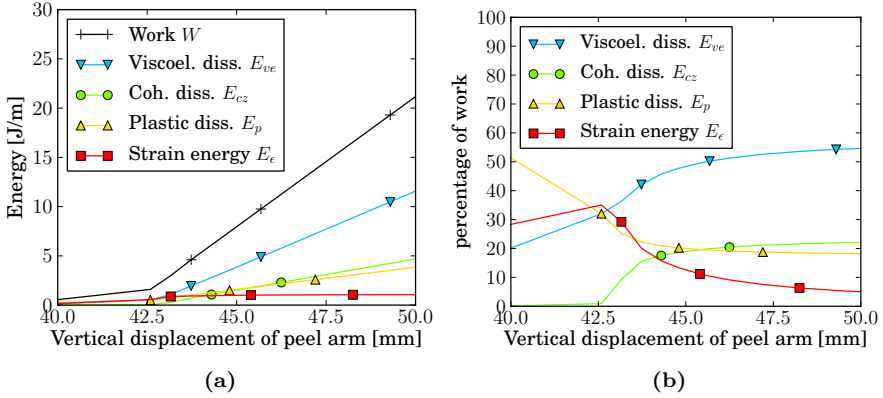 30
25
20
15
10
5
0
Energy [J/m]
Work W
Viscoel. diss. E_ve
Coh. diss. E_cz
Plastic diss. E_p
Strain energy E_ϵ
40.0 42.5 45.0 47.5 50.0
Vertical displacement of peel arm [mm]
(a)
100
90
80
70
60
50
40
30
20
10
0
percentage of work
Viscoel. diss. E_ve
Coh. diss. E_cz
Plastic diss. E_p
Strain energy E_ϵ
40.0 42.5 45.0 47.5 50.0
Vertical displacement of peel arm [mm]
(b)